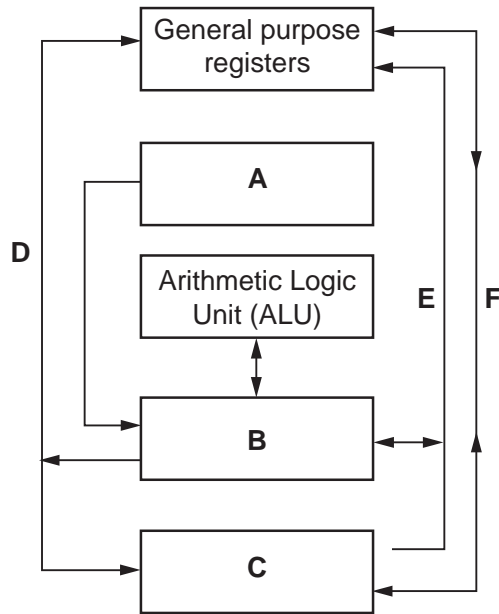 General purpose
registers
A
D
Arithmetic Logic
Unit (ALU)
E
F
B
C